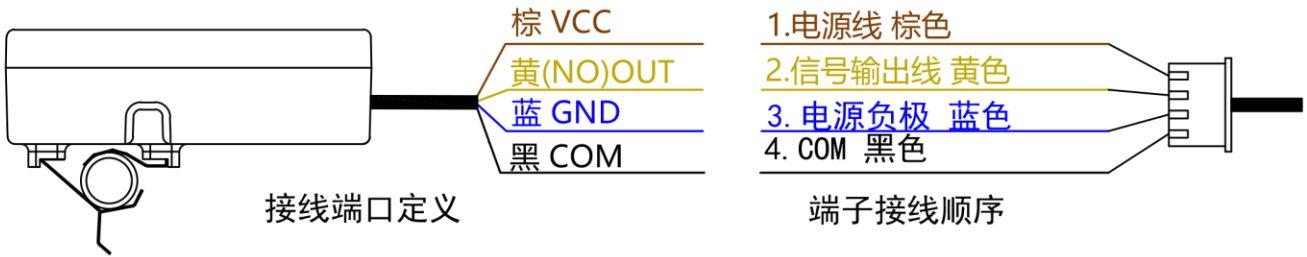 棕 VCC
黄(NO)OUT
蓝 GND
黑 COM
接线端口定义
1.电源线 棕色
2.信号输出线 黄色
3. 电源负极 蓝色
4. COM 黑色
端子接线顺序